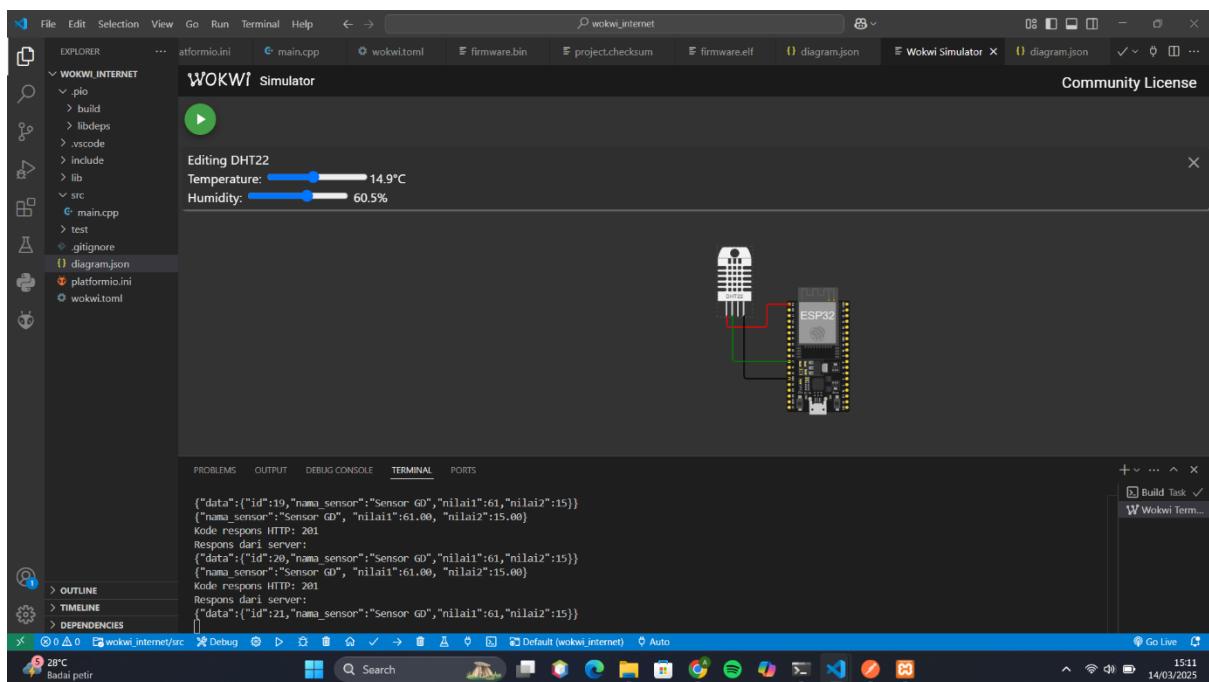 File Edit Selection View Go Run Terminal Help
wokwi_internet
EXPLORER
atformio.ini main.cpp wokwi.toml firmware.bin project.checksum firmware.elf {} diagram.json Wokwi Simulator {} diagram.json
WOKWI_INTERNET
.pio
build
libdeps
.vscode
include
lib
src
main.cpp
test
.gitignore
{} diagram.json
platformio.ini
wokwi.toml
WOKWI Simulator
Community License
Editing DHT22
Temperature: 14.9°C
Humidity: 60.5%
DHT22
ESP32
PROBLEMS OUTPUT DEBUG CONSOLE TERMINAL PORTS
{"data":{"id":19,"nama_sensor":"Sensor GD","nilai1":61,"nilai2":15}}
{"nama_sensor":"Sensor GD", "nilai1":61.00, "nilai2":15.00}
Kode respons HTTP: 201
Respons dari server:
{"data":{"id":20,"nama_sensor":"Sensor GD","nilai1":61,"nilai2":15}}
{"nama_sensor":"Sensor GD", "nilai1":61.00, "nilai2":15.00}
Kode respons HTTP: 201
Respons dari server:
{"data":{"id":21,"nama_sensor":"Sensor GD","nilai1":61,"nilai2":15}}
Build Task
Wokwi Term...
OUTLINE
TIMELINE
DEPENDENCIES
1
0 0 wokwi_internet/src Debug Default (wokwi_internet) Auto Go Live
5
28°C
Badai petir
Search
15:11
14/03/2025